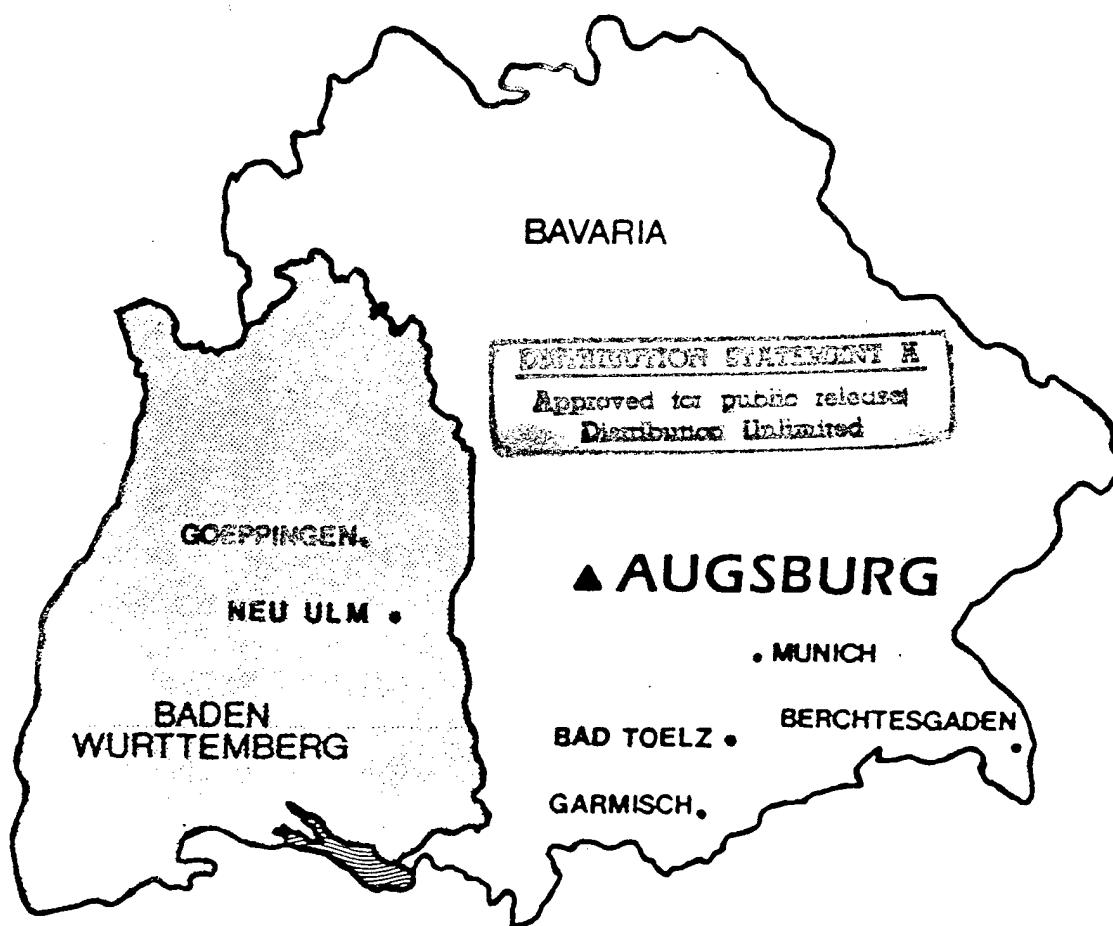 BAVARIA
DISTRIBUTION STATEMENT A
Approved for public release;
Distribution Unlimited
GOEPPINGEN
AUGSBURG
NEU ULM
MUNICH
BADEN
WURTTEMBERG
BERCHTESGADEN
BAD TOELZ
GARMISCH